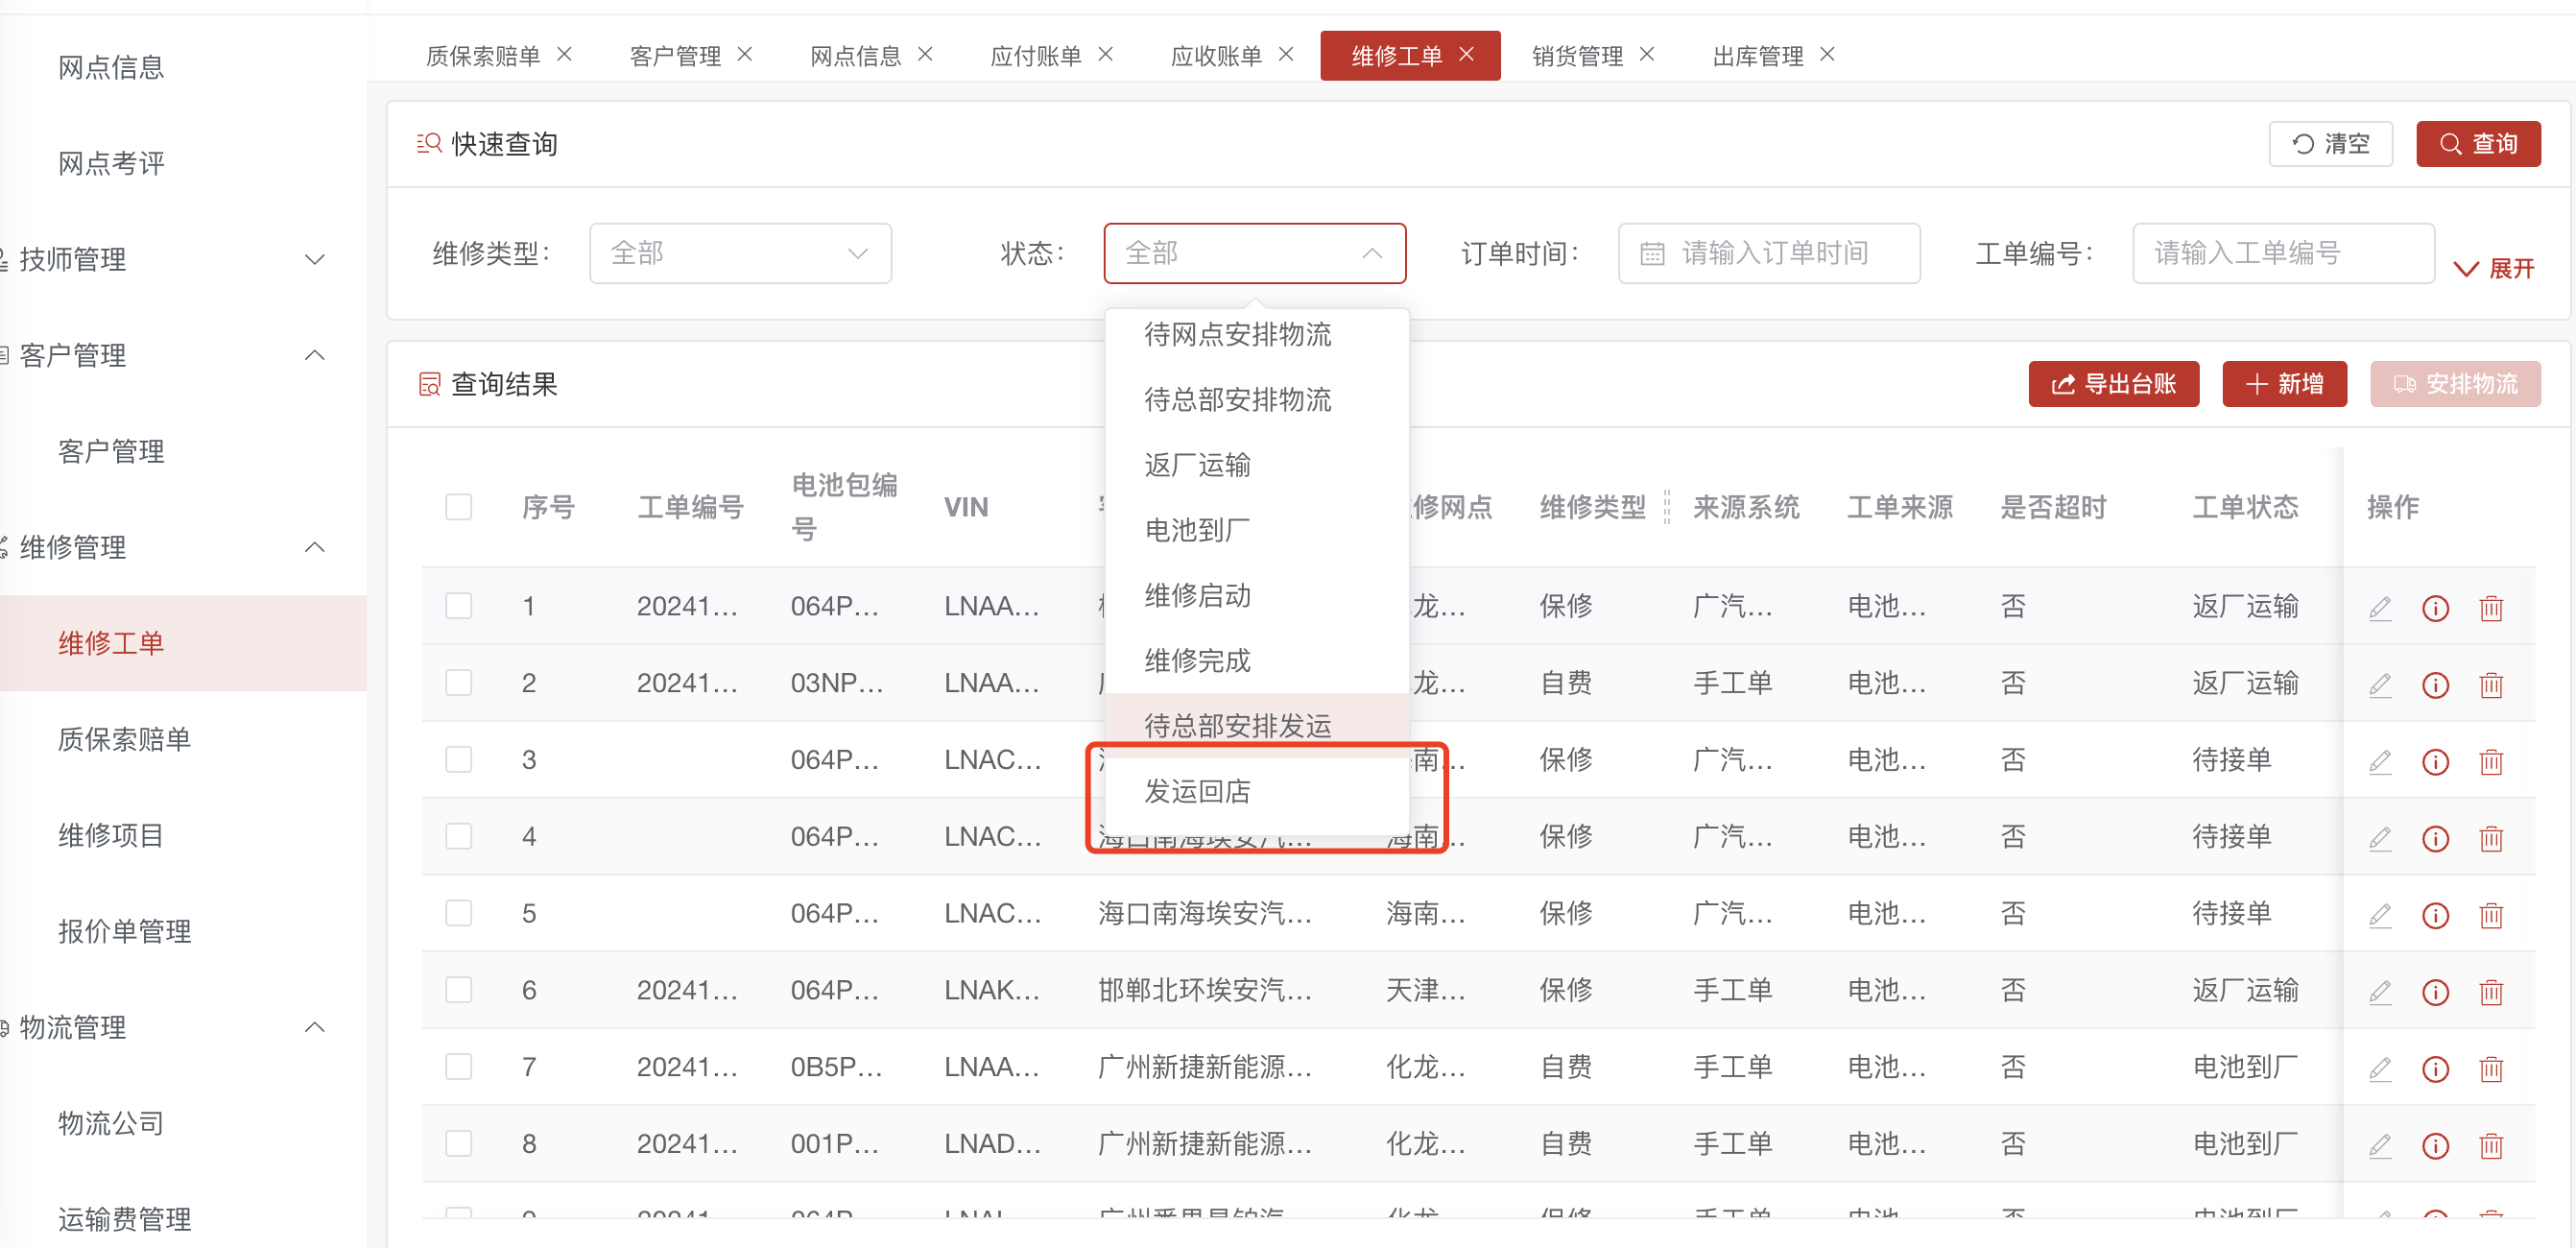 网点信息
网点考评
技师管理
客户管理
客户管理
维修管理
维修工单
质保索赔单
维修项目
报价单管理
物流管理
物流公司
运输费管理
质保索赔单 客户管理 网点信息 应付账单 应收账单 维修工单 销货管理 出库管理
快速查询 清空 查询
维修类型: 全部 状态: 全部 订单时间: 请输入订单时间 工单编号: 请输入工单编号 展开
待网点安排物流
待总部安排物流
返厂运输
电池到厂
维修启动
维修完成
待总部安排发运
发运回店
查询结果 导出台账 新增 安排物流
序号 工单编号 电池包编号 VIN 修网点 维修类型 来源系统 工单来源 是否超时 工单状态 操作
1 20241... 064P... LNAA... 龙... 保修 广汽... 电池... 否 返厂运输
2 20241... 03NP... LNAA... 龙... 自费 手工单 电池... 否 返厂运输
3 064P... LNAC... 南... 保修 广汽... 电池... 否 待接单
4 064P... LNAC... 海口南海埃安汽... 海南... 保修 广汽... 电池... 否 待接单
5 064P... LNAC... 海口南海埃安汽... 海南... 保修 广汽... 电池... 否 待接单
6 20241... 064P... LNAK... 邯郸北环埃安汽... 天津... 保修 手工单 电池... 否 返厂运输
7 20241... 0B5P... LNAA... 广州新捷新能源... 化龙... 自费 手工单 电池... 否 电池到厂
8 20241... 001P... LNAD... 广州新捷新能源... 化龙... 自费 手工单 电池... 否 电池到厂